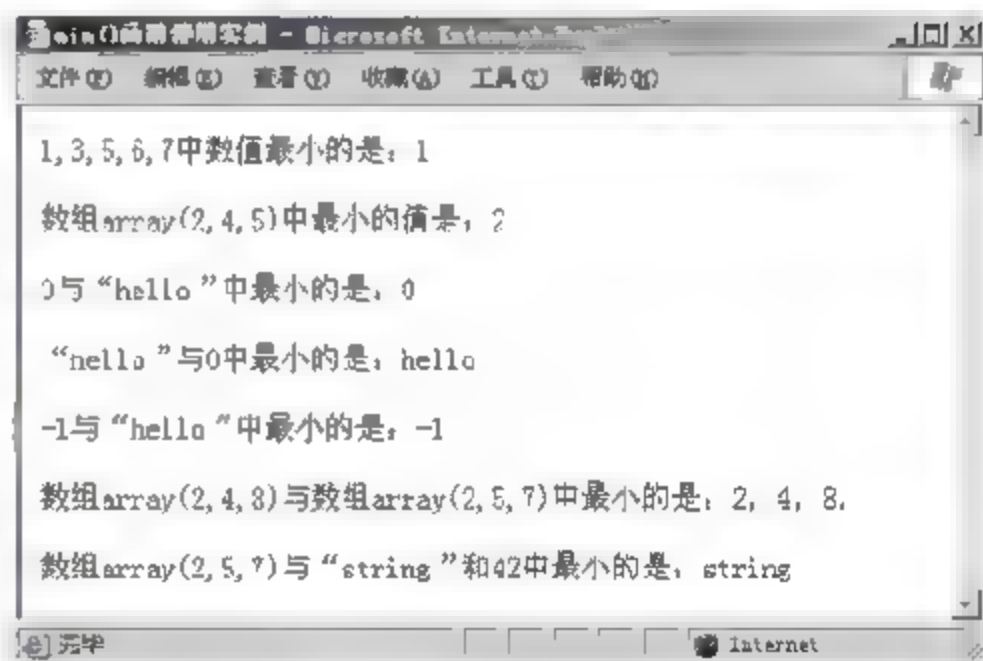 min()函数使用实例 - Microsoft Internet
文件(F) 编辑(E) 查看(V) 收藏(A) 工具(T) 帮助(H)
1,3,5,6,7中数值最小的是：1
数组array(2,4,5)中最小的值是：2
0与“hello”中最小的是：0
“hello”与0中最小的是：hello
-1与“hello”中最小的是：-1
数组array(2,4,8)与数组array(2,5,7)中最小的是：2, 4, 8,
数组array(2,5,7)与“string”和42中最小的是：string
完毕 Internet